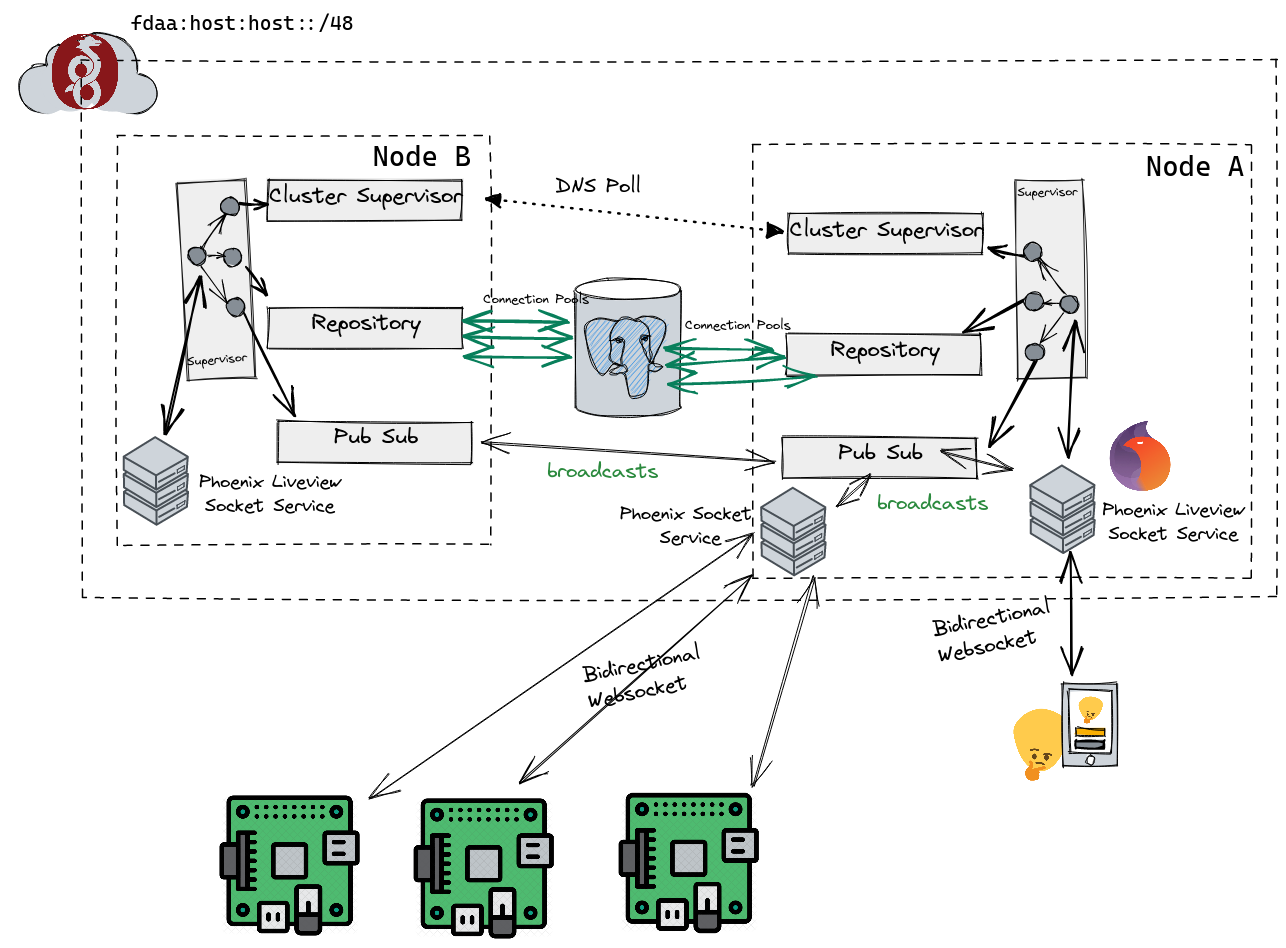 fdaa:host:host::/48
Node B
Node A
Cluster Supervisor
DNS Poll
Supervisor
Cluster Supervisor
Connection Pools
Repository
Connection Pools
Repository
Supervisor
Pub Sub
Pub Sub
broadcasts
Phoenix Liveview
Socket Service
broadcasts
Phoenix Socket
Service
Phoenix Liveview
Socket Service
Bidirectional
Websocket
Bidirectional
Websocket